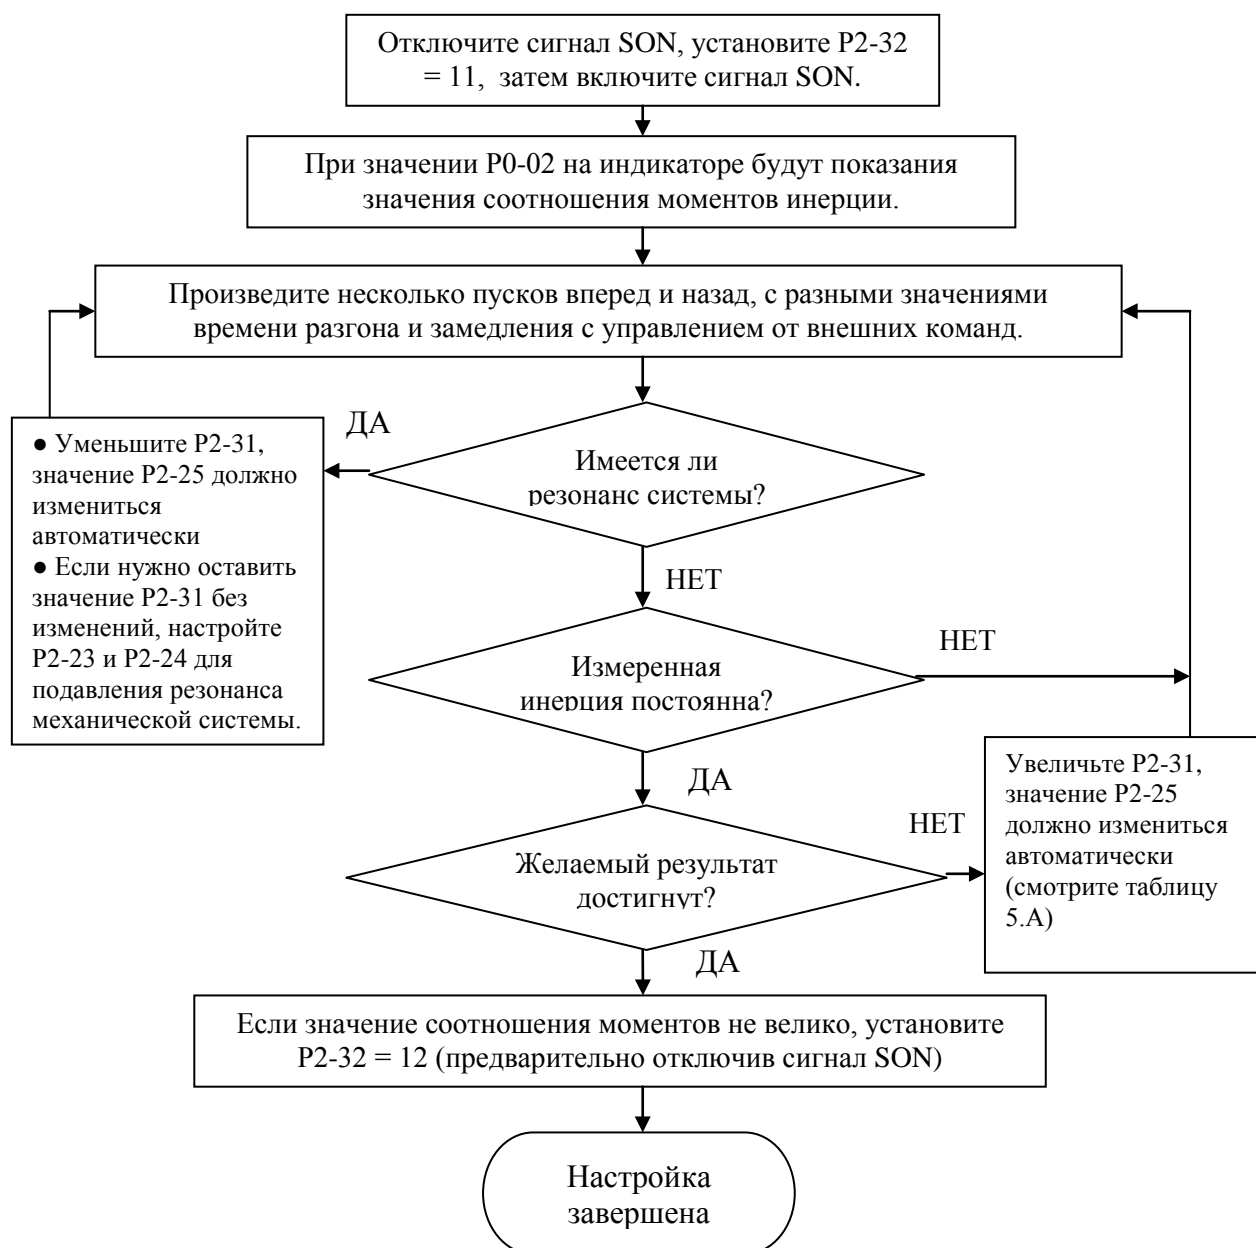 Отключите сигнал SON, установите P2-32
= 11, затем включите сигнал SON.
При значении P0-02 на индикаторе будут показания
значения соотношения моментов инерции.
Произведите несколько пусков вперед и назад, с разными значениями
времени разгона и замедления с управлением от внешних команд.
ДА
● Уменьшите P2-31,
значение P2-25 должно
измениться
автоматически
● Если нужно оставить
значение P2-31 без
изменений, настройте
P2-23 и P2-24 для
подавления резонанса
механической системы.
Имеется ли
резонанс системы?
НЕТ
Измеренная
инерция постоянна?
НЕТ
ДА
Увеличьте P2-31,
значение P2-25
должно измениться
автоматически
(смотрите таблицу
5.A)
Желаемый результат
достигнут?
НЕТ
ДА
Если значение соотношения моментов не велико, установите
P2-32 = 12 (предварительно отключив сигнал SON)
Настройка
завершена